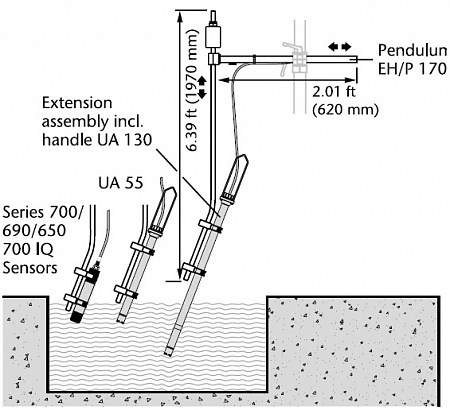 Pendulun
EH/P 170
2.01 ft
(620 mm)
6.39 ft (1970 mm)
Extension
assembly incl.
handle UA 130
UA 55
Series 700/
690/650
700 IQ
Sensors